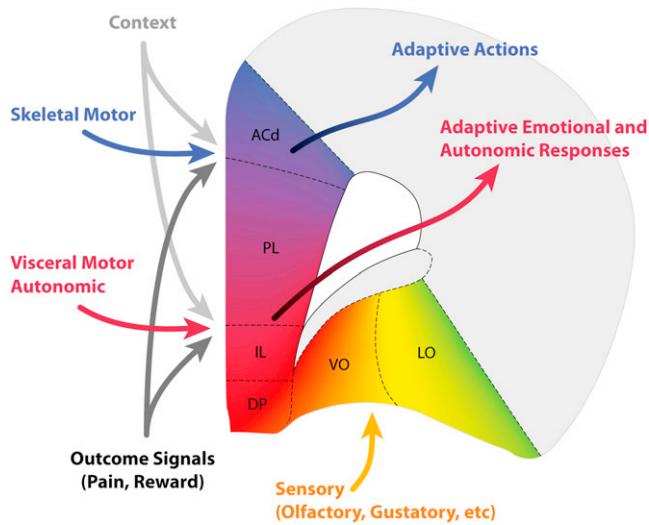 Context
Adaptive Actions
Skeletal Motor
ACd
Adaptive Emotional and
Autonomic Responses
PL
Visceral Motor
Autonomic
IL
VO
LO
DP
Outcome Signals
(Pain, Reward)
Sensory
(Olfactory, Gustatory, etc)